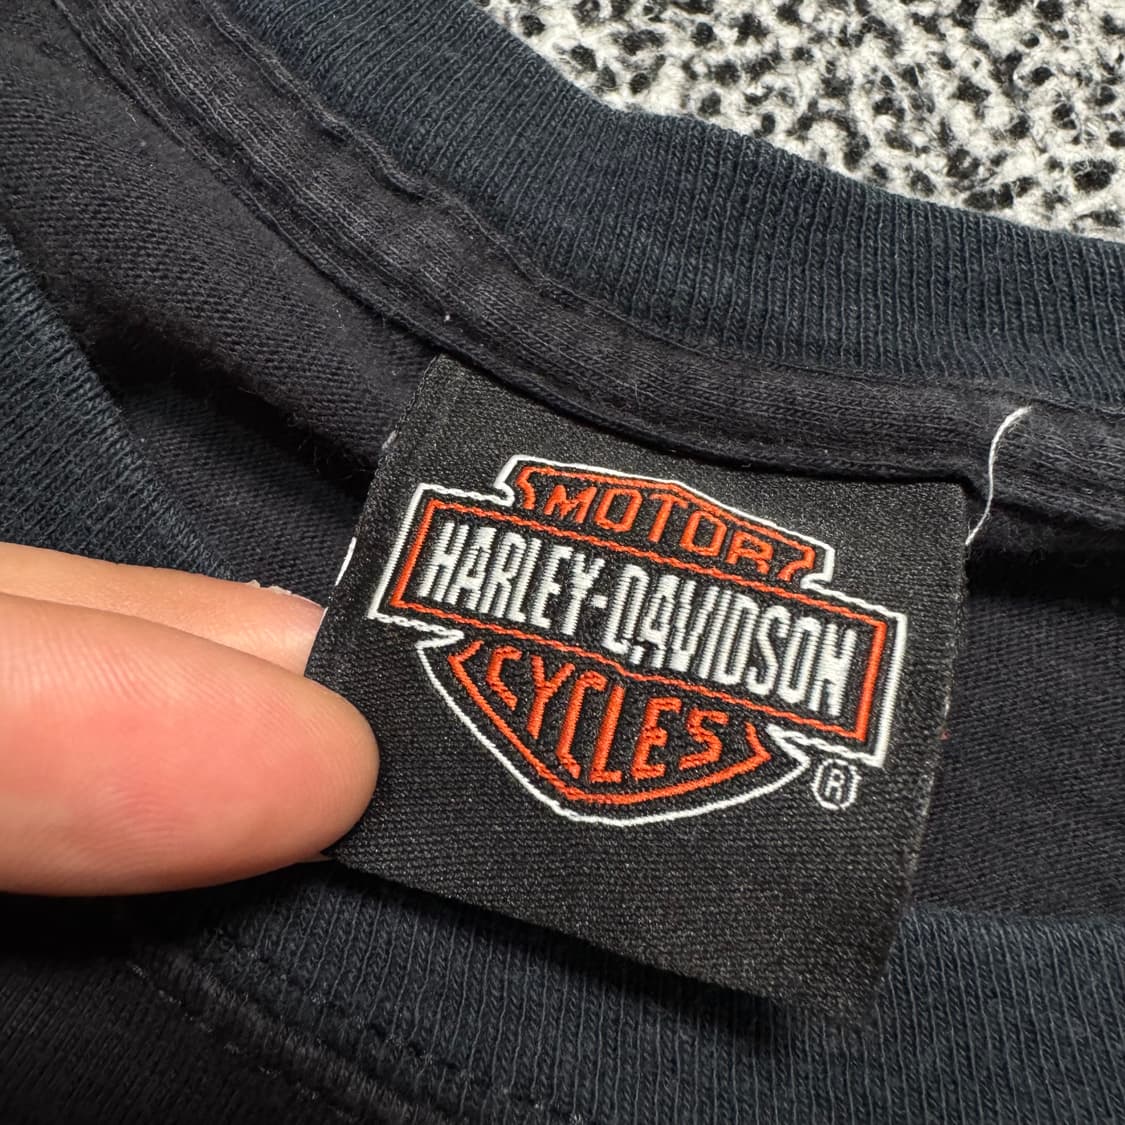 MOTOR
HARLEY-DAVIDSON
CYCLES
®